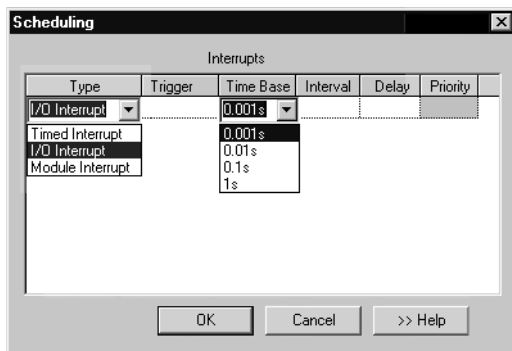 Scheduling
Interrupts
Type Trigger Time Base Interval Delay Priority
I/O Interrupt 0.001s
Timed Interrupt 0.001s
I/O Interrupt 0.01s
Module Interrupt 0.1s
1s
OK Cancel >> Help